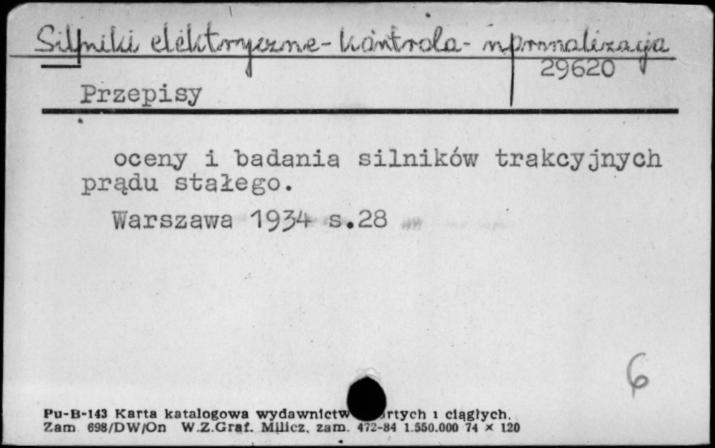 Silniki elektryczne - kontrola - normalizacja
29620
Przepisy
oceny i badania silników trakcyjnych
prądu stałego.
Warszawa 1934 s.28
6
Pu-B-143 Karta katalogowa wydawnictw i ciągłych.
Zam 698/DW/On W.Z.Graf. Milicz, zam. 472-84 1.550.000 74 × 120